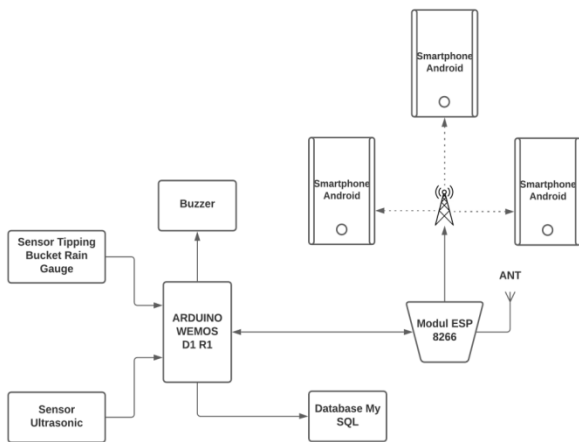 Smartphone
Android
Smartphone
Android
Smartphone
Android
Buzzer
Sensor Tipping
Bucket Rain
Gauge
ANT
ARDUINO
WEMOS
D1 R1
Modul ESP
8266
Sensor
Ultrasonic
Database My
SQL